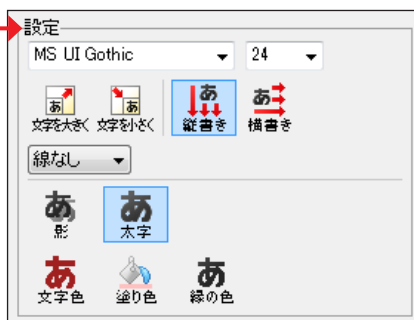 設定
MS UI Gothic 24
あ あ あ あ
文字を大きく 文字を小さく 縦書き 横書き
線なし
あ あ
影 太字
あ あ
文字色 塗り色 縁の色